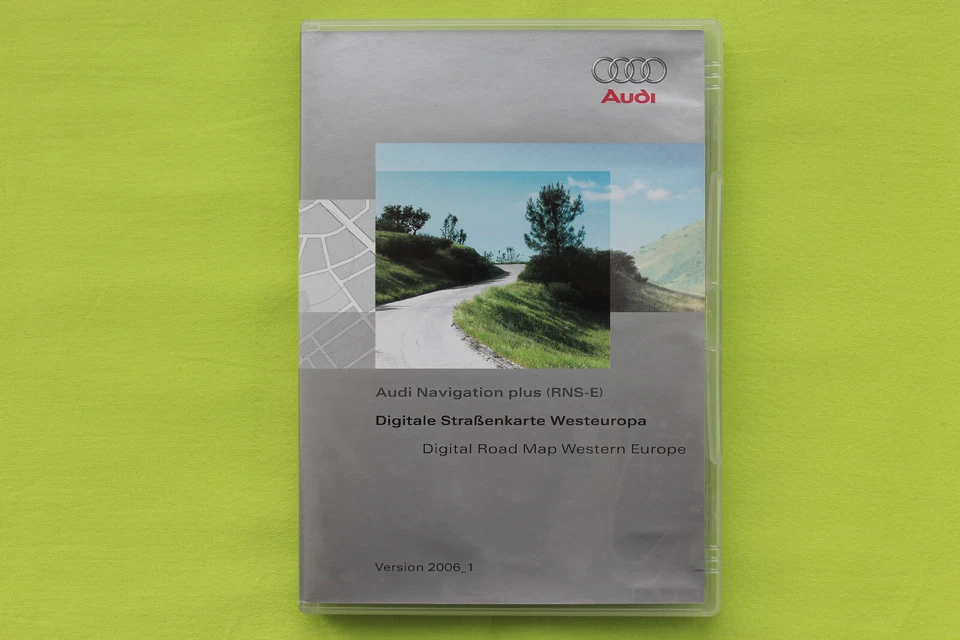 Audi
Audi Navigation plus (RNS-E)
Digitale Straßenkarte Westeuropa
Digital Road Map Western Europe
Version 2006_1